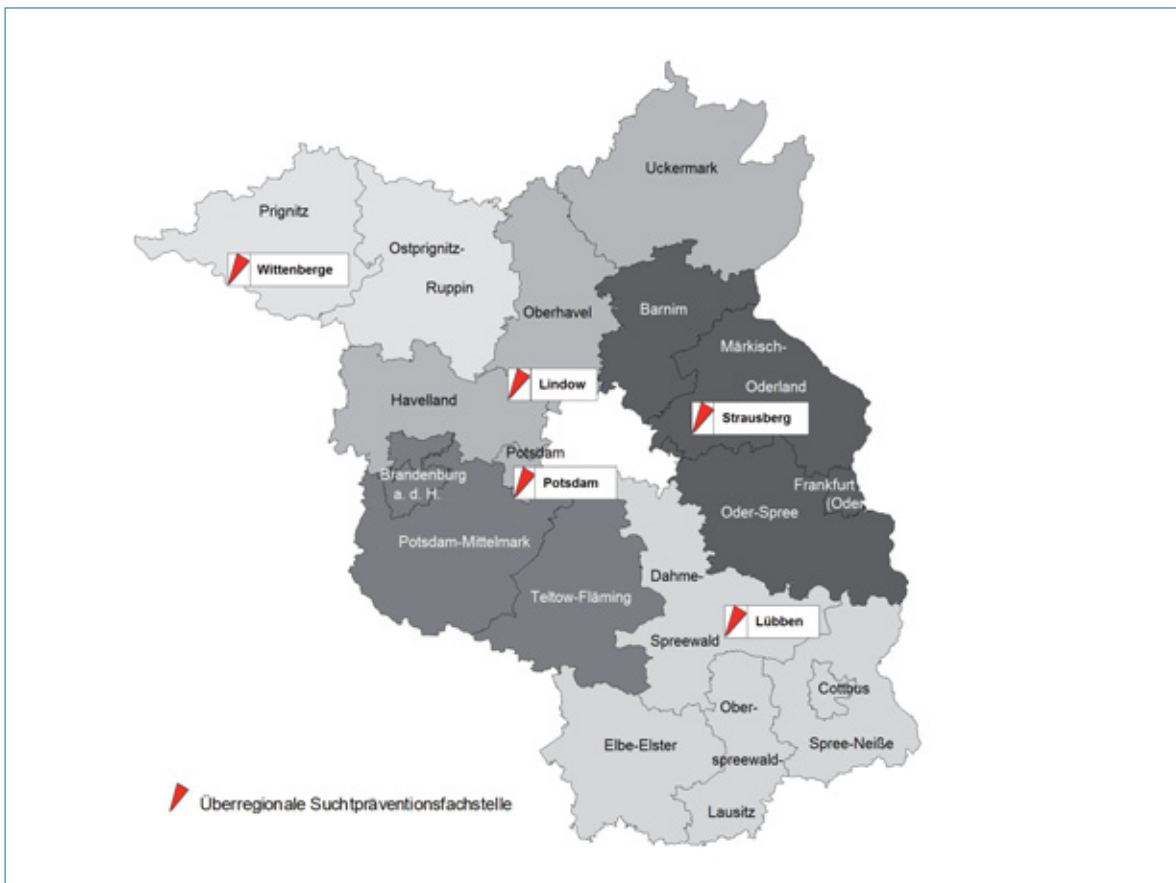 Uckermark
Prignitz
Ostprignitz-
Ruppin
Wittenberge
Oberhavel
Barnim
Märkisch-
Oderland
Lindow
Havelland
Strausberg
Potsdam
Brandenburg
a. d. H.
Potsdam
Frankfurt
(Oder
Oder-Spree
Potsdam-Mittelmark
Teltow-Fläming
Dahme-
Spreewald
Lübben
Cottbus
Ober-
spreewald-
Lausitz
Elbe-Elster
Spree-Neiße
Überregionale Suchtpräventionsfachstelle